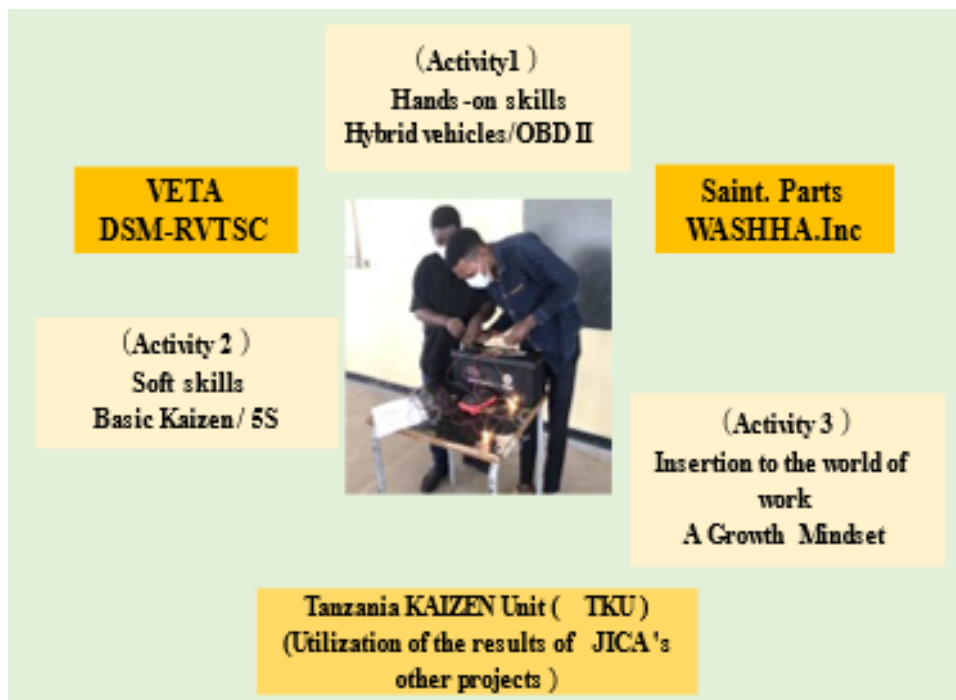 （Activity1 ）
Hands-on skills
Hybrid vehicles/OBD II
VETA
DSM-RVTSC
Saint. Parts
WASHHA.Inc
（Activity 2 ）
Soft skills
Basic Kaizen/ 5S
（Activity 3 ）
Insertion to the world of
work
A Growth Mindset
Tanzania KAIZEN Unit ( TKU )
(Utilization of the results of JICA's
other projects )